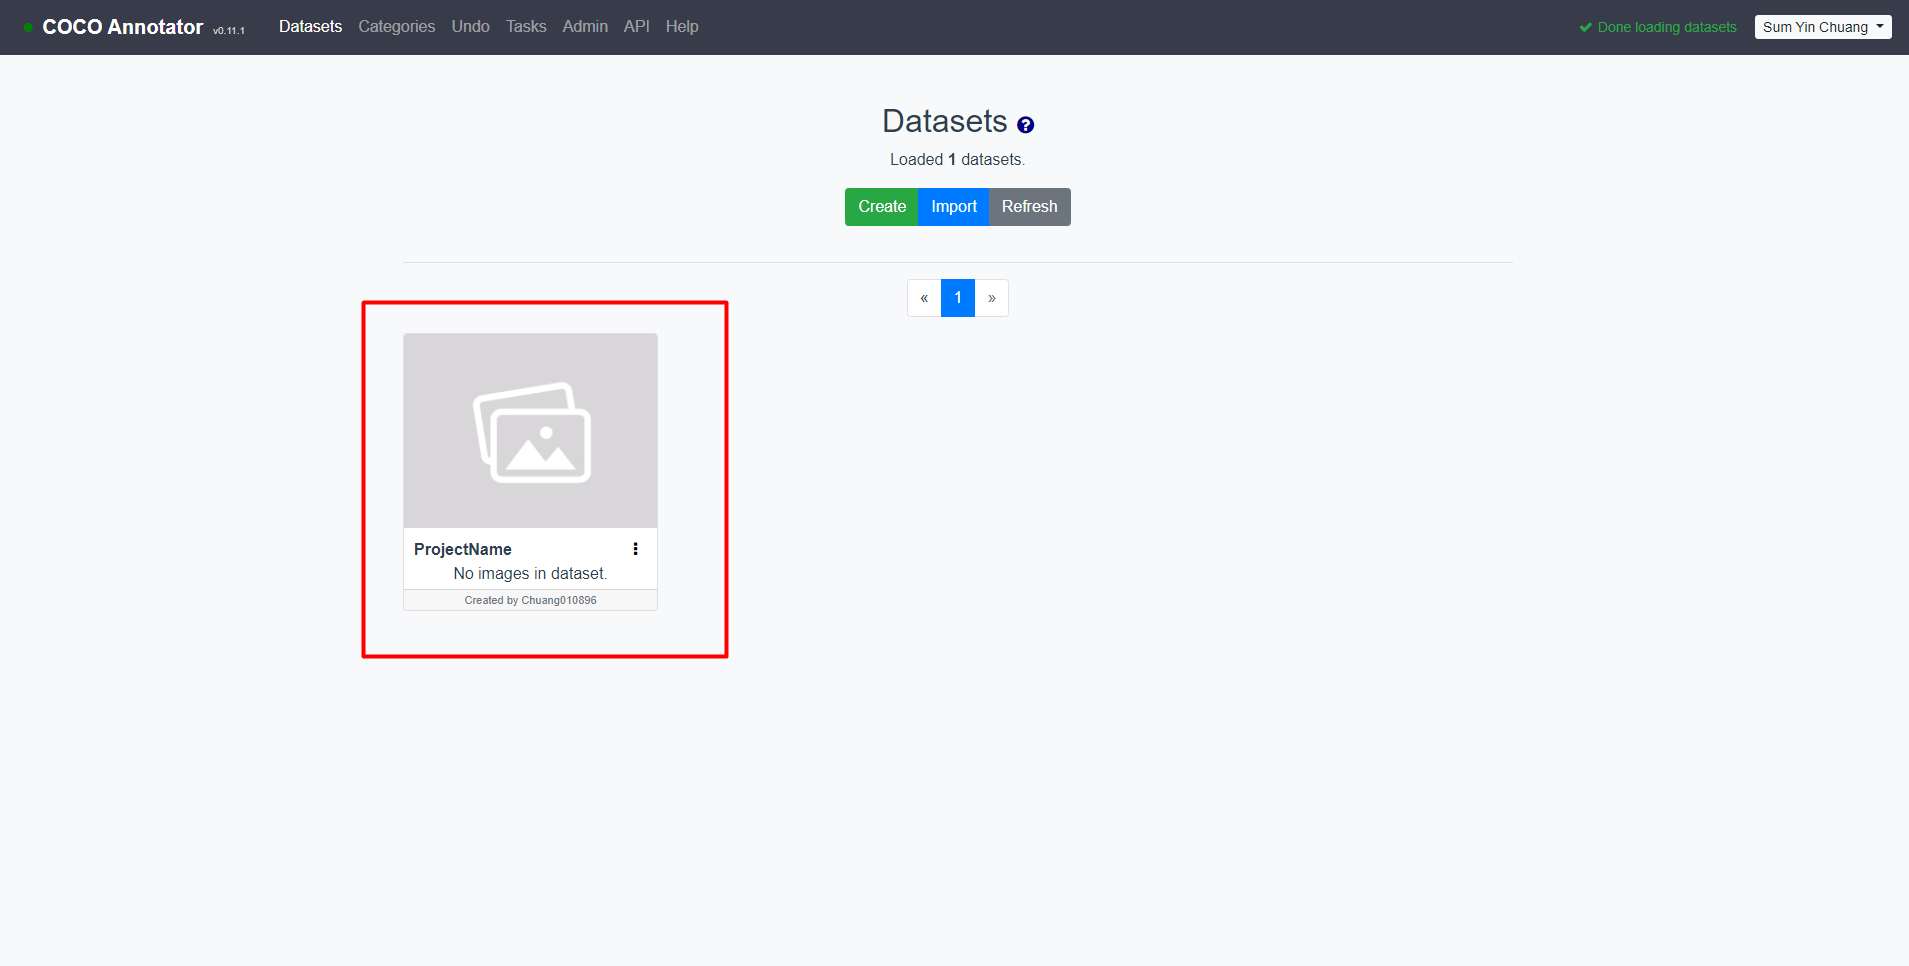 COCO Annotator v0.11.1 Datasets Categories Undo Tasks Admin API Help Done loading datasets Sum Yin Chuang
Datasets ?
Loaded 1 datasets.
Create Import Refresh
« 1 »
ProjectName
No images in dataset.
Created by Chuang010896